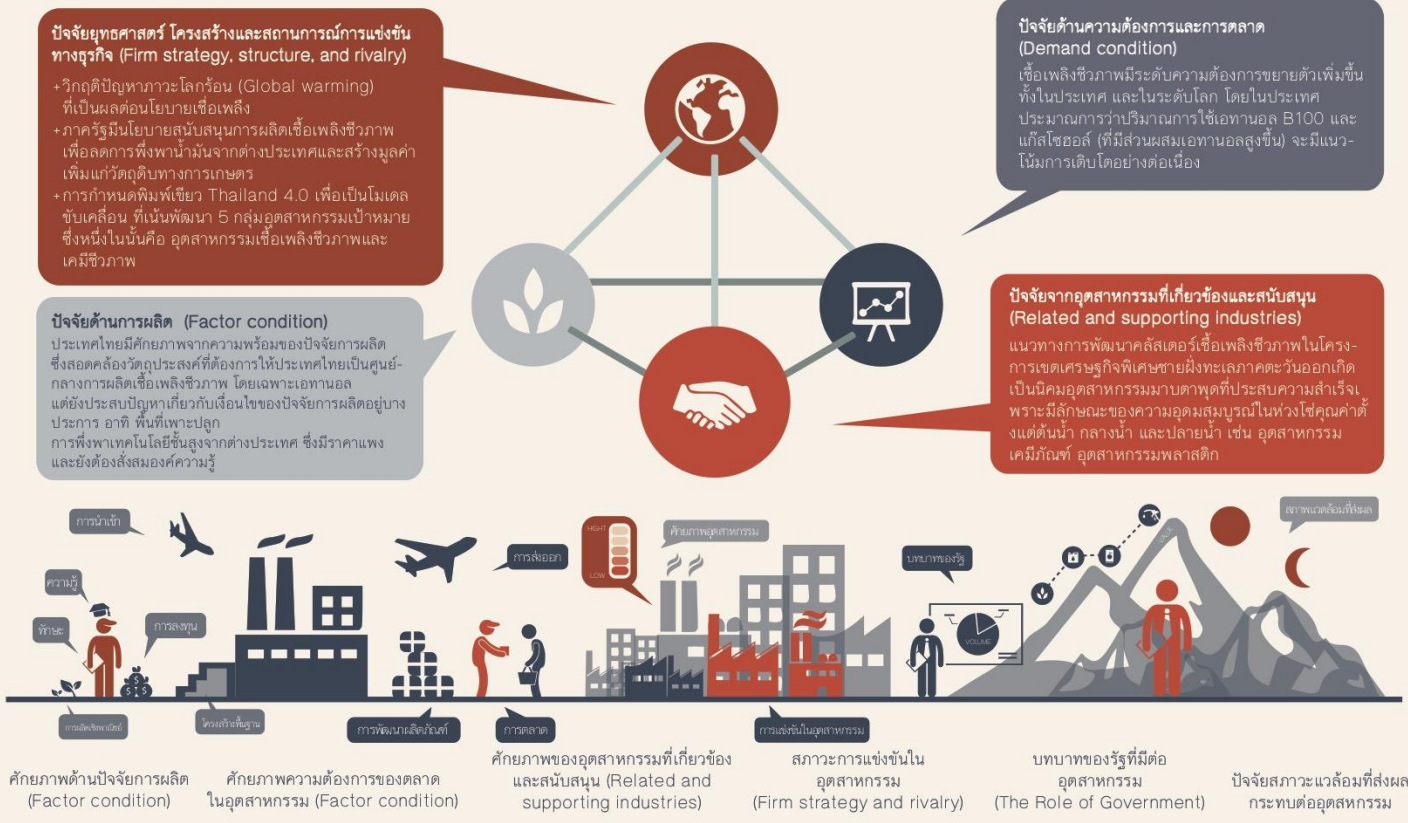 ปัจจัยยุทธศาสตร์ โครงสร้างและสถานการณ์การแข่งขัน
ทางธุรกิจ (Firm strategy, structure, and rivalry)
+วิกฤติปัญหาภาวะโลกร้อน (Global warming)
ที่เป็นผลต่อนโยบายเชื้อเพลิง
+ภาครัฐมีนโยบายสนับสนุนการผลิตเชื้อเพลิงชีวภาพ
เพื่อลดการพึ่งพาน้ำมันจากต่างประเทศและสร้างมูลค่า
เพิ่มแก่วัตถุดิบทางการเกษตร
+การกำหนดพิมพ์เขียว Thailand 4.0 เพื่อเป็นโมเดล
ขับเคลื่อน ที่เน้นพัฒนา 5 กลุ่มอุตสาหกรรมเป้าหมาย
ซึ่งหนึ่งในนั้นคือ อุตสาหกรรมเชื้อเพลิงชีวภาพและ
เคมีชีวภาพ
ปัจจัยด้านความต้องการและการตลาด
(Demand condition)
เชื้อเพลิงชีวภาพมีระดับความต้องการขยายตัวเพิ่มขึ้น
ทั้งในประเทศ และในระดับโลก โดยในประเทศ
ประมาณการว่าปริมาณการใช้เอทานอล B100 และ
แก๊สโซฮอล์ (ที่มีส่วนผสมเอทานอลสูงขึ้น) จะมีแนว-
โน้มการเติบโตอย่างต่อเนื่อง
ปัจจัยด้านการผลิต (Factor condition)
ประเทศไทยมีศักยภาพจากความพร้อมของปัจจัยการผลิต
ซึ่งสอดคล้องวัตถุประสงค์ที่ต้องการให้ประเทศไทยเป็นศูนย์-
กลางการผลิตเชื้อเพลิงชีวภาพ โดยเฉพาะเอทานอล
แต่ยังประสบปัญหาเกี่ยวกับเงื่อนไขของปัจจัยการผลิตอยู่บาง
ประการ อาทิ พื้นที่เพาะปลูก
การพึ่งพาเทคโนโลยีชั้นสูงจากต่างประเทศ ซึ่งมีราคาแพง
และยังต้องสั่งสมองค์ความรู้
ปัจจัยจากอุตสาหกรรมที่เกี่ยวข้องและสนับสนุน
(Related and supporting industries)
แนวทางการพัฒนาคลัสเตอร์เชื้อเพลิงชีวภาพในโครง-
การเขตเศรษฐกิจพิเศษชายฝั่งทะเลภาคตะวันออกเกิด
เป็นนิคมอุตสาหกรรมมาบตาพุดที่ประสบความสำเร็จเ
พราะมีลักษณะของความอุดมสมบูรณ์ในห่วงโซ่คุณค่าตั้
งแต่ต้นน้ำ กลางน้ำ และปลายน้ำ เช่น อุตสาหกรรม
เคมีภัณฑ์ อุตสาหกรรมพลาสติก
การนำเข้า
ความรู้
ทักษะ
การลงทุน
การผลิตเชิงพาณิชย์
โครงสร้างพื้นฐาน
การส่งออก
การพัฒนาผลิตภัณฑ์
การตลาด
HIGHT
LOW
ศักยภาพอุตสาหกรรม
การแข่งขันในอุตสาหกรรม
บทบาทของรัฐ
VOLUME
VALUE
สภาพแวดล้อมที่ส่งผล
ศักยภาพด้านปัจจัยการผลิต
(Factor condition)
ศักยภาพความต้องการของตลาด
ในอุตสาหกรรม (Factor condition)
ศักยภาพของอุตสาหกรรมที่เกี่ยวข้อง
และสนับสนุน (Related and
supporting industries)
สภาวะการแข่งขันใน
อุตสาหกรรม
(Firm strategy and rivalry)
บทบาทของรัฐที่มีต่อ
อุตสาหกรรม
(The Role of Government)
ปัจจัยสภาวะแวล้อมที่ส่งผล
กระทบต่ออุตสหกรรม